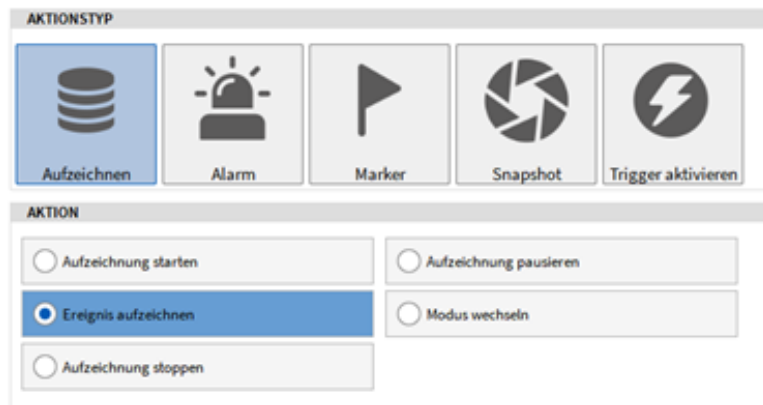 AKTIONSTYP
Aufzeichnen Alarm Marker Snapshot Trigger aktivieren
AKTION
Aufzeichnung starten Aufzeichnung pausieren
Ereignis aufzeichnen Modus wechseln
Aufzeichnung stoppen